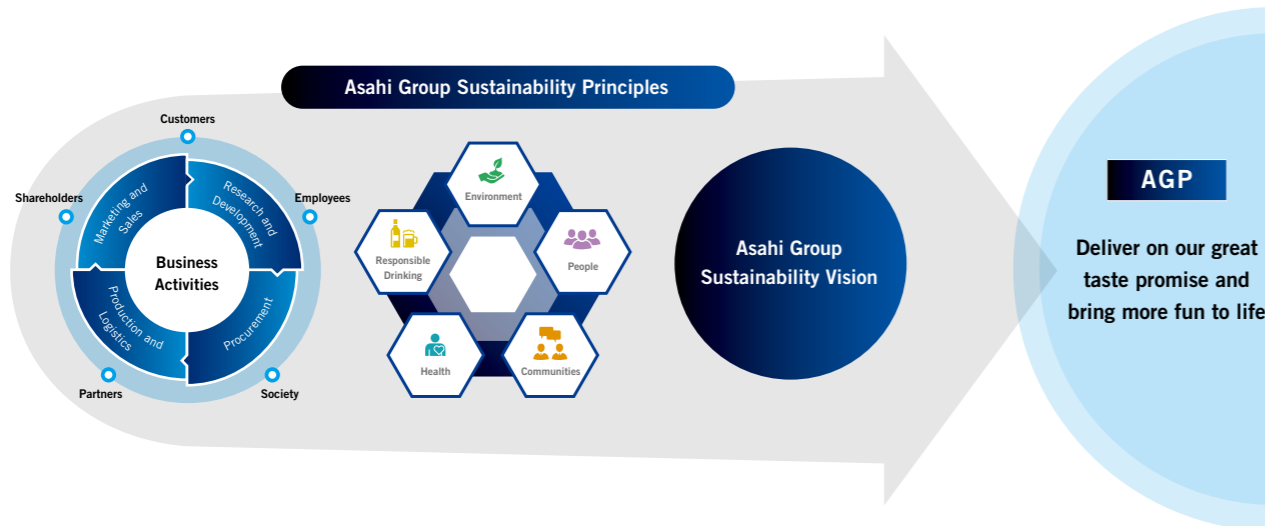 Asahi Group Sustainability Principles
Customers
Shareholders
Employees
Marketing and
Sales
Research and
Development
Business
Activities
Production and
Logistics
Procurement
Partners
Society
Environment
Responsible
Drinking
People
Health
Communities
Asahi Group
Sustainability Vision
AGP
Deliver on our great
taste promise and
bring more fun to life